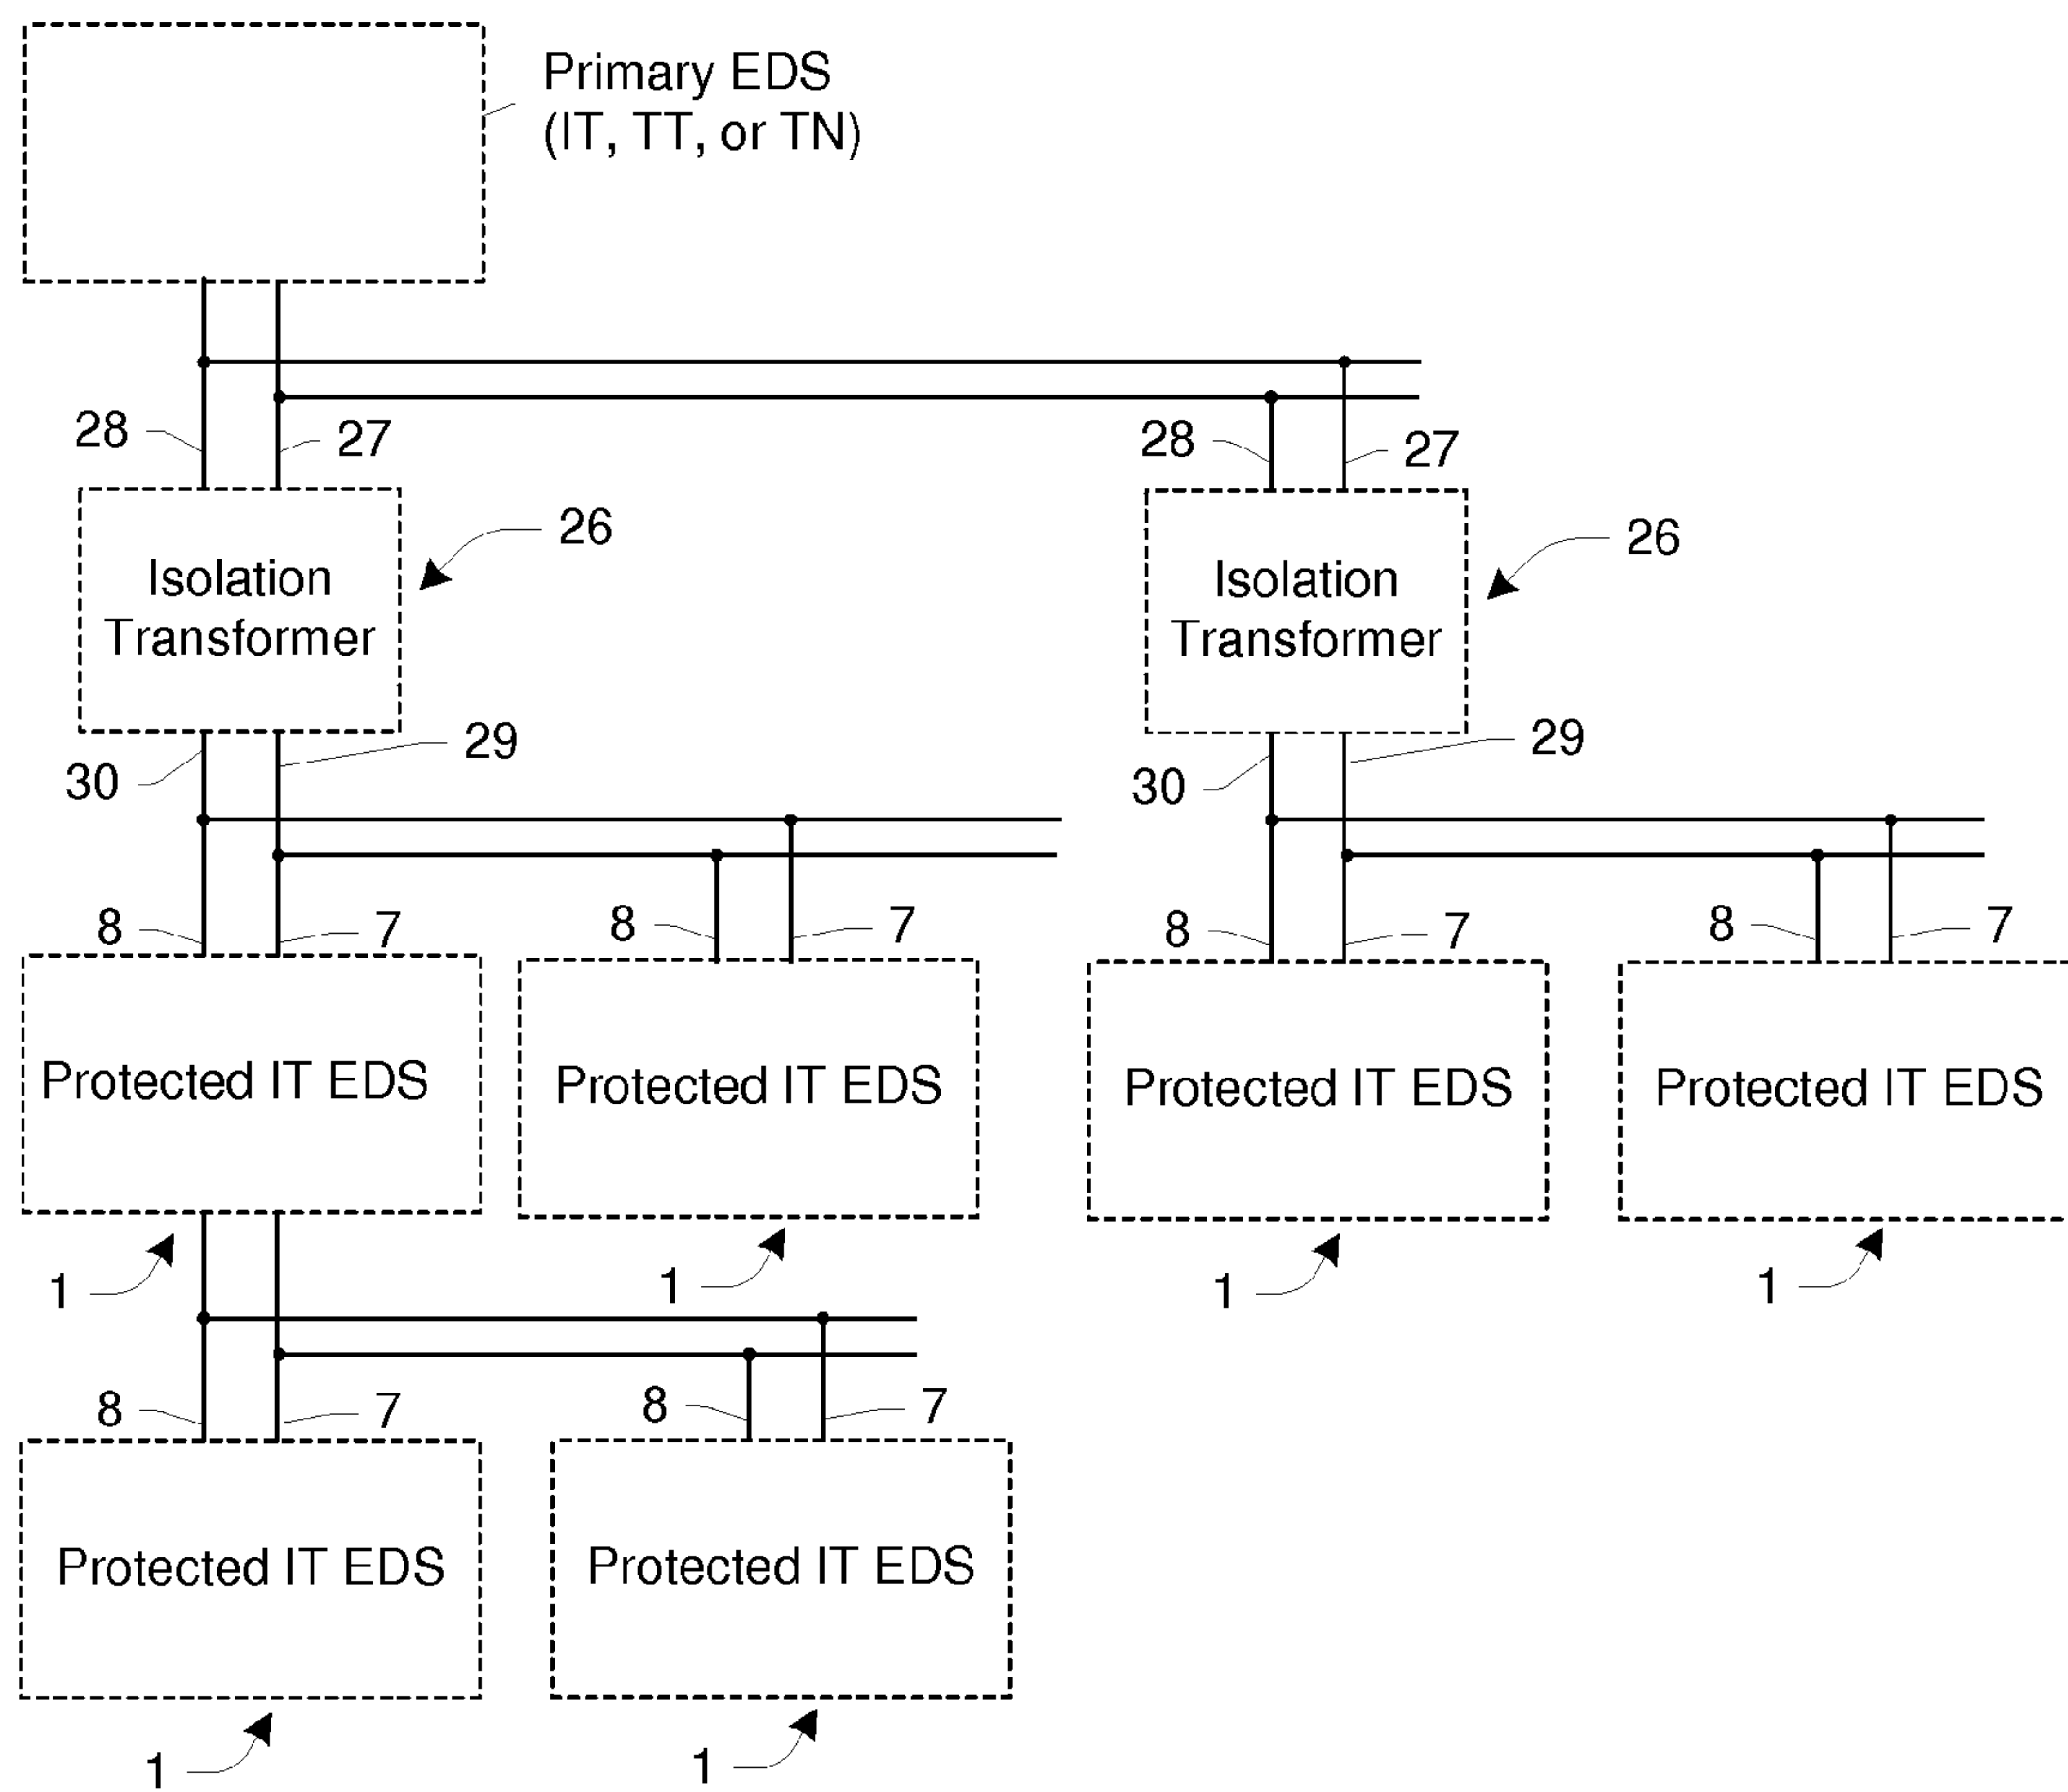 Primary EDS
(IT, TT, or TN)
28
27
28
27
26
26
Isolation
Transformer
Isolation
Transformer
29
30
29
30
8
7
8
7
8
7
8
7
Protected IT EDS
Protected IT EDS
Protected IT EDS
Protected IT EDS
1
1
1
1
8
7
8
7
Protected IT EDS
Protected IT EDS
1
1